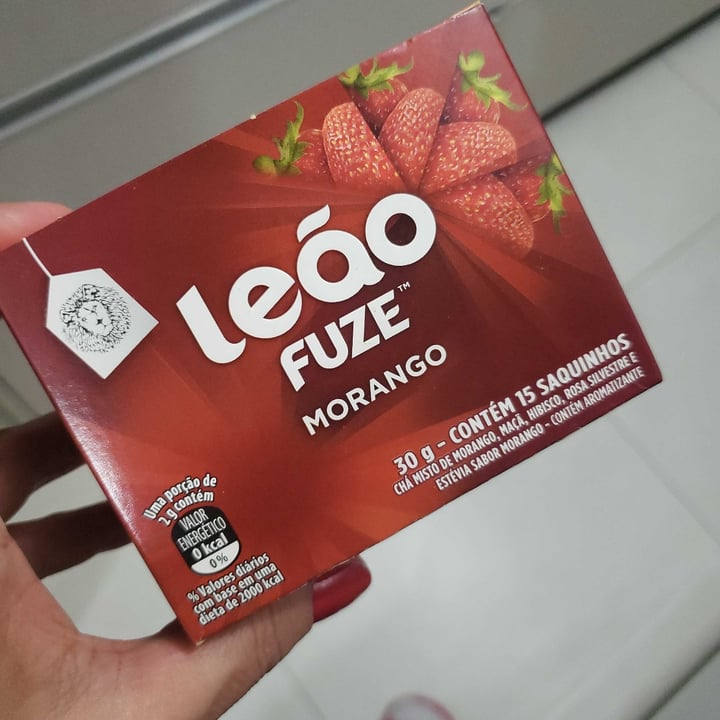 leão
FUZE™
MORANGO
30 g – CONTÉM 15 SAQUINHOS
CHÁ MISTO DE MORANGO, MAÇÃ, HIBISCO, ROSA SILVESTRE E
ESTÉVIA SABOR MORANGO – CONTÉM AROMATIZANTE
Uma porção de
2 g contém
VALOR
ENERGÉTICO
0 kcal
0%
% Valores diários
com base em uma
dieta de 2000 kcal